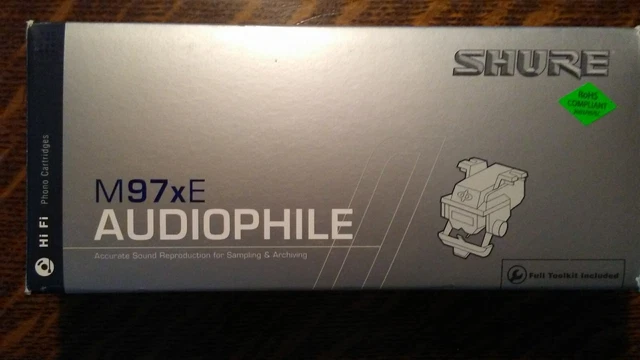 SHURE
RoHS
COMPLIANT
Hi Fi Phono Cartridges
M97xE
AUDIOPHILE
Accurate Sound Reproduction for Sampling & Archiving
Full Toolkit Included